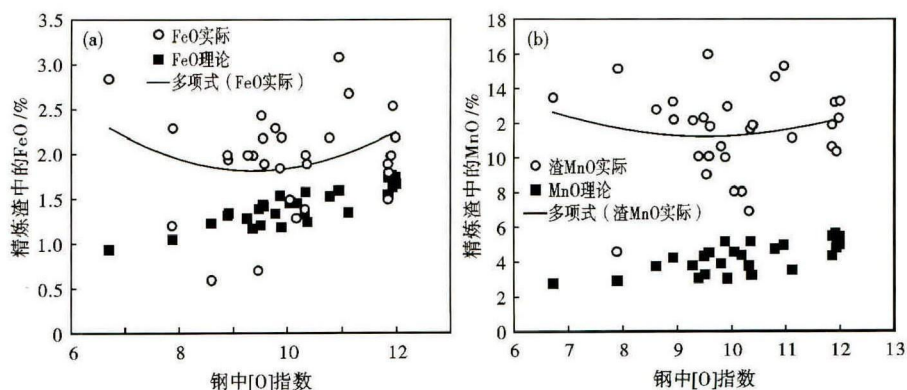 (a)
FeO实际
FeO理论
多项式（FeO实际）
3.5
3.0
2.5
2.0
1.5
1.0
0.5
0
精炼渣中的FeO/%
6 8 10 12
钢中[O]指数
(b)
18
16
14
12
10
8
6
4
2
0
精炼渣中的MnO/%
渣MnO实际
MnO理论
多项式（渣MnO实际）
6 7 8 9 10 11 12 13
钢中[O]指数